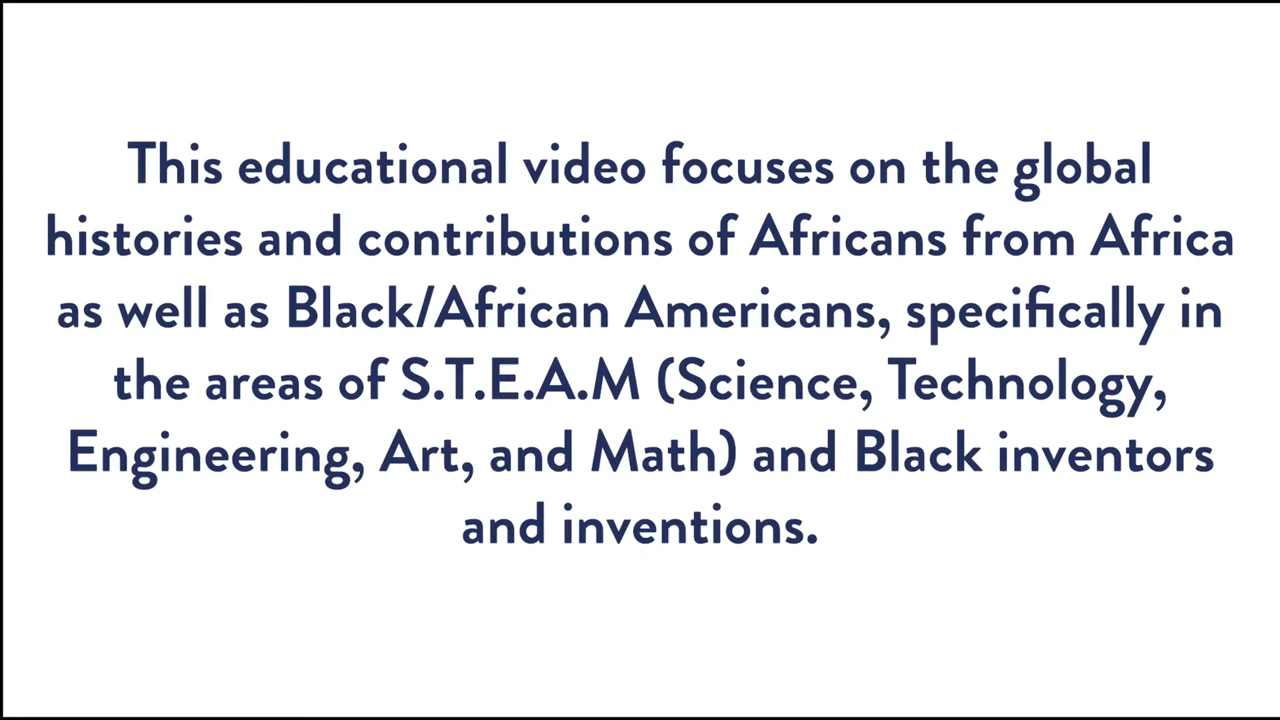 This educational video focuses on the global
histories and contributions of Africans from Africa
as well as Black/African Americans, specifically in
the areas of S.T.E.A.M (Science, Technology,
Engineering, Art, and Math) and Black inventors
and inventions.